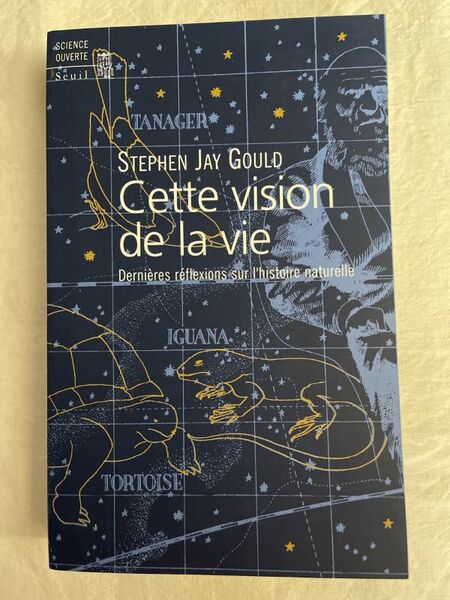 SCIENCE
OUVERTE
Seuil
TANAGER
STEPHEN JAY GOULD
Cette vision
de la vie
Dernières réflexions sur l'histoire naturelle
IGUANA
TORTOISE